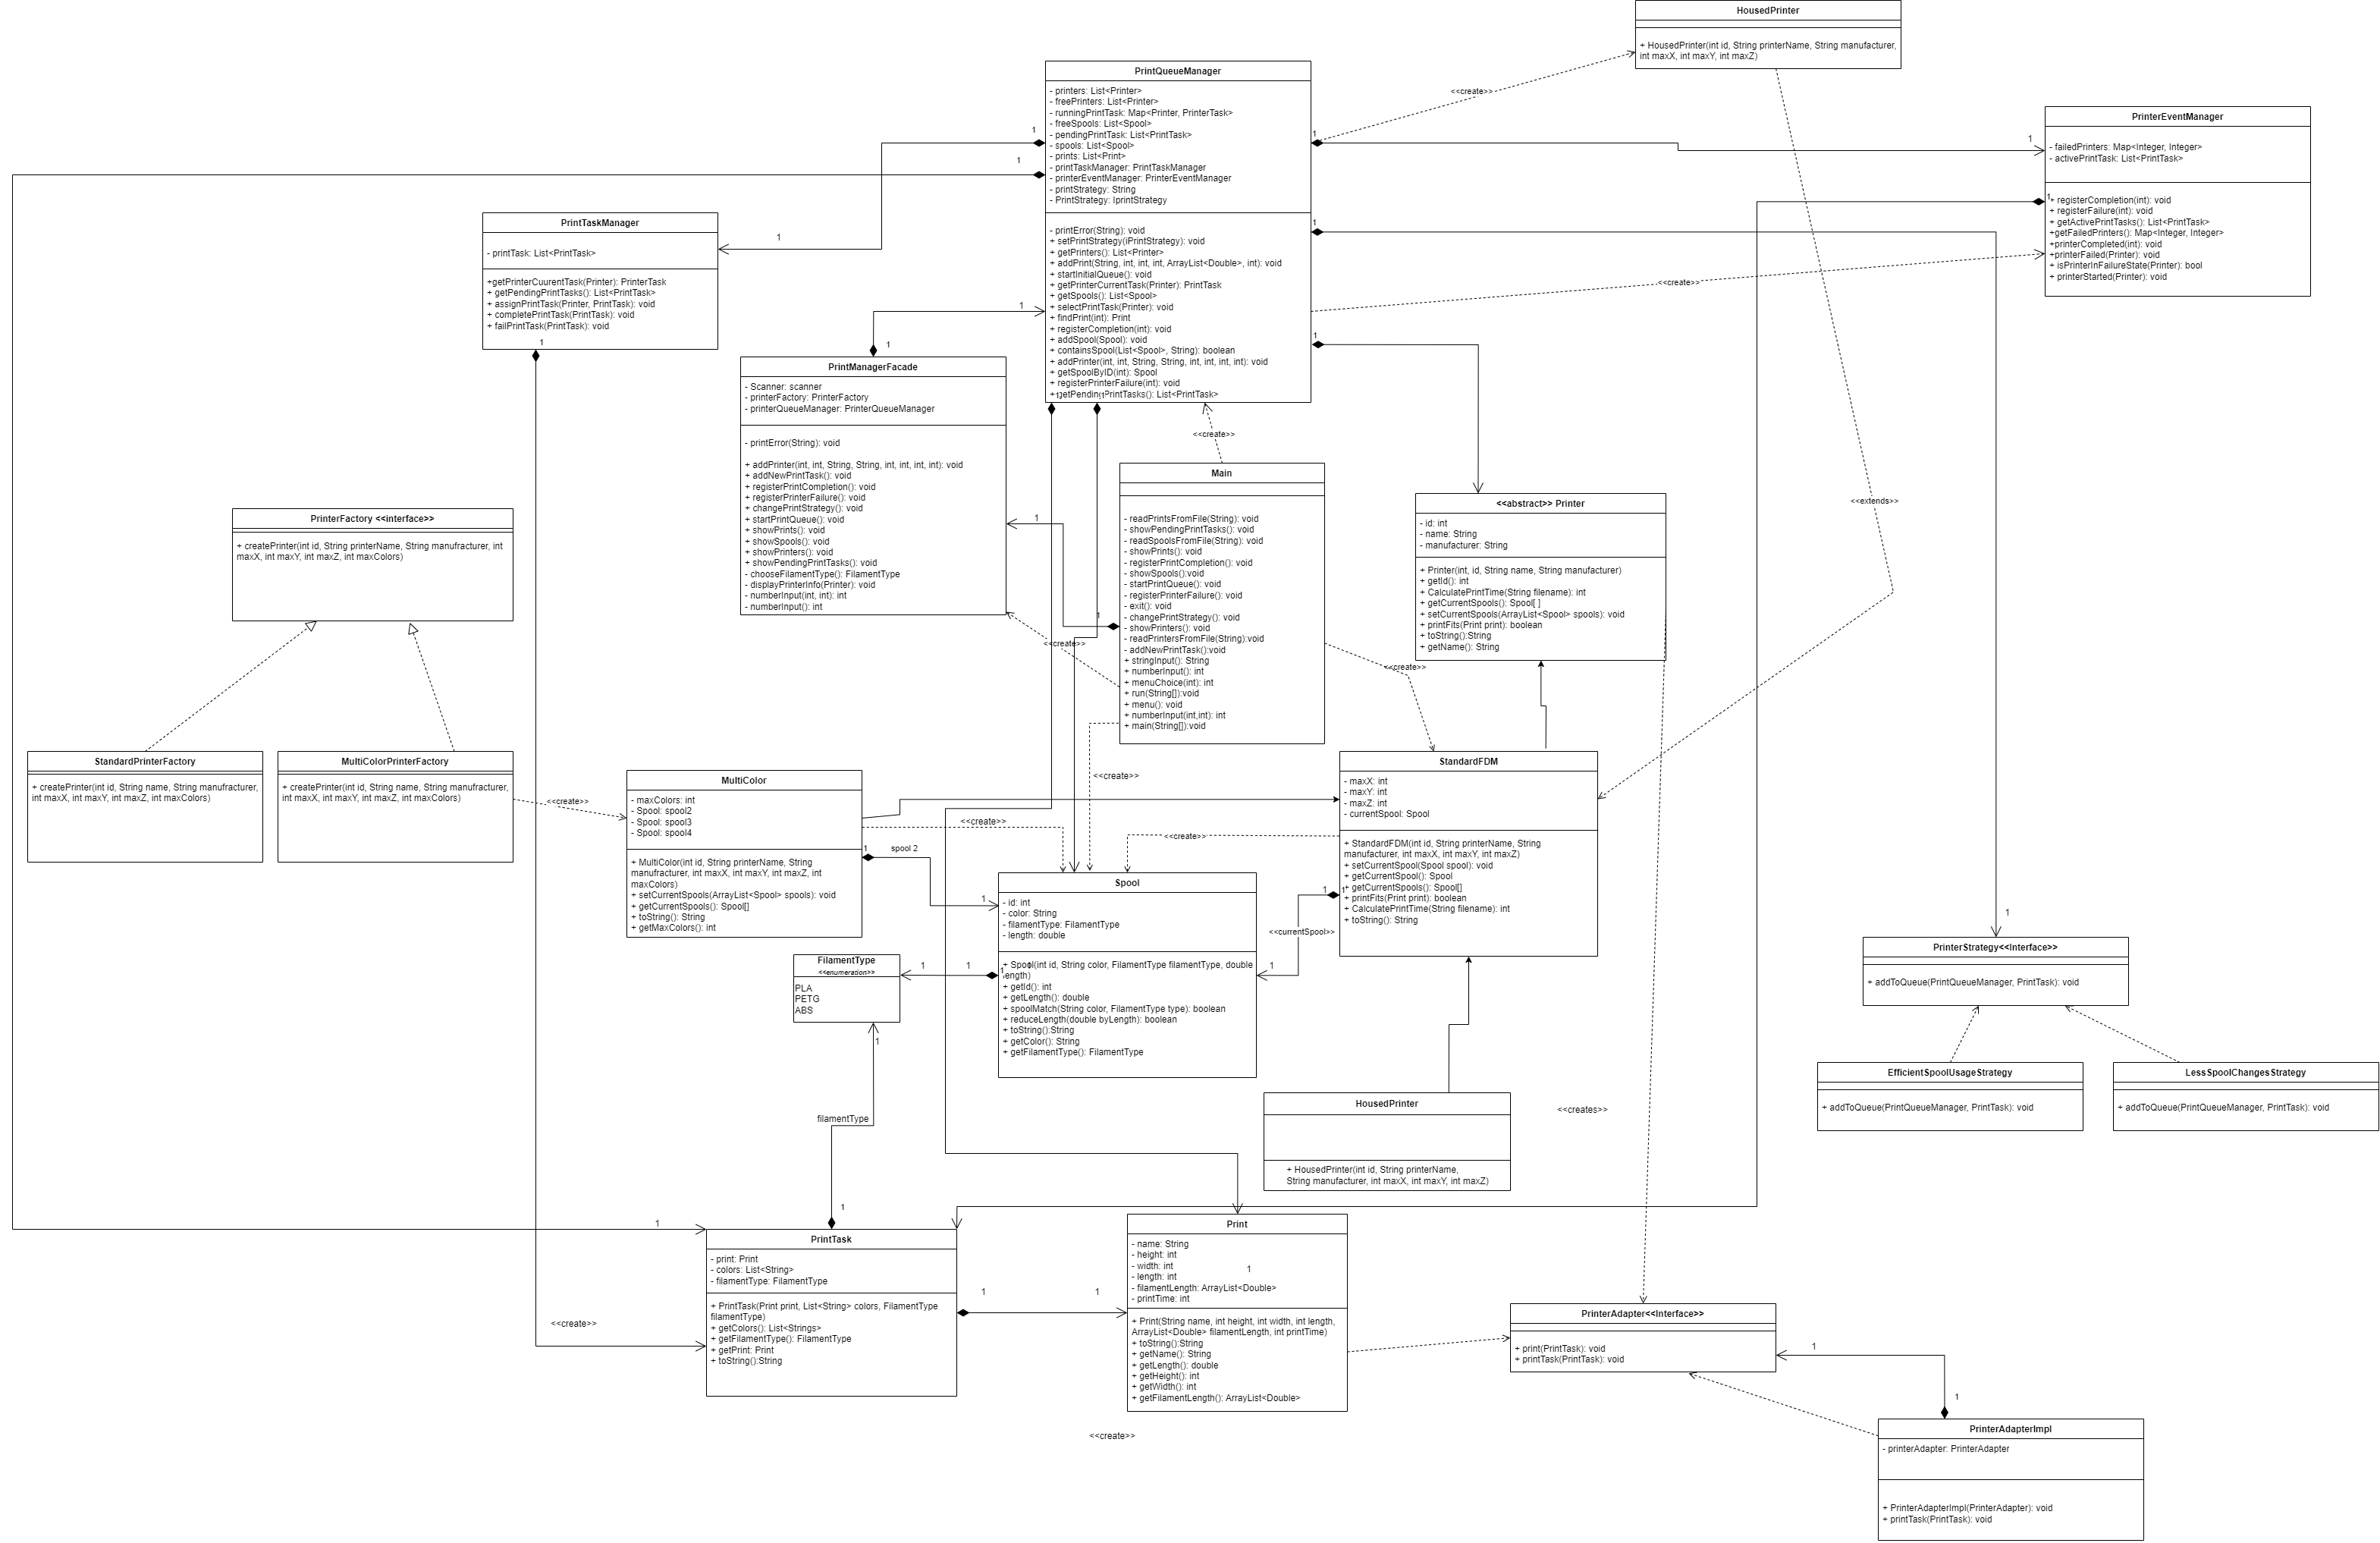 HousedPrinter
+ HousedPrinter(int id, String printerName, String manufacturer,
int maxX, int maxY, int maxZ)
<<create>>
PrintQueueManager
- printers: List<Printer>
- freePrinters: List<Printer>
- runningPrintTask: Map<Printer, PrinterTask>
- freeSpools: List<Spool>
- pendingPrintTask: List<PrintTask>
- spools: List<Spool>
- prints: List<Print>
- printTaskManager: PrintTaskManager
- printerEventManager: PrinterEventManager
- printStrategy: String
- PrintStrategy: IprintStrategy
- printError(String): void
+ setPrintStrategy(iPrintStrategy): void
+ getPrinters(): List<Printer>
+ addPrint(String, int, int, int, ArrayList<Double>, int): void
+ startInitialQueue(): void
+ getPrinterCurrentTask(Printer): PrintTask
+ getSpools(): List<Spool>
+ selectPrintTask(Printer): void
+ findPrint(int): Print
+ registerCompletion(int): void
+ addSpool(Spool): void
+ containsSpool(List<Spool>, String): boolean
+ addPrinter(int, int, String, String, int, int, int, int): void
+ getSpoolByID(int): Spool
+ registerPrinterFailure(int): void
+ getPendingPrintTasks(): List<PrintTask>
1
1
1
1
1
1
1
1
PrinterEventManager
- failedPrinters: Map<Integer, Integer>
- activePrintTask: List<PrintTask>
1
+ registerCompletion(int): void
+ registerFailure(int): void
+ getActivePrintTasks(): List<PrintTask>
+getFailedPrinters(): Map<Integer, Integer>
+printerCompleted(int): void
+printerFailed(Printer): void
+ isPrinterInFailureState(Printer): bool
+ printerStarted(Printer): void
1
<<create>>
PrintTaskManager
- printTask: List<PrintTask>
+getPrinterCuurentTask(Printer): PrinterTask
+ getPendingPrintTasks(): List<PrintTask>
+ assignPrintTask(Printer, PrintTask): void
+ completePrintTask(PrintTask): void
+ failPrintTask(PrintTask): void
1
1
1
PrintManagerFacade
- Scanner: scanner
- printerFactory: PrinterFactory
- printerQueueManager: PrinterQueueManager
- printError(String): void
+ addPrinter(int, int, String, String, int, int, int, int): void
+ addNewPrintTask(): void
+ registerPrintCompletion(): void
+ registerPrinterFailure(): void
+ changePrintStrategy(): void
+ startPrintQueue(): void
+ showPrints(): void
+ showSpools(): void
+ showPrinters(): void
+ showPendingPrintTasks(): void
- chooseFilamentType(): FilamentType
- displayPrinterInfo(Printer): void
- numberInput(int, int): int
- numberInput(): int
<<create>>
Main
- readPrintsFromFile(String): void
- showPendingPrintTasks(): void
- readSpoolsFromFile(String): void
- showPrints(): void
- registerPrintCompletion(): void
- showSpools():void
- startPrintQueue(): void
- registerPrinterFailure(): void
- exit(): void
- changePrintStrategy(): void
- showPrinters(): void
- readPrintersFromFile(String):void
- addNewPrintTask():void
+ stringInput(): String
+ numberInput(): int
+ menuChoice(int): int
+ run(String[]):void
+ menu(): void
+ numberInput(int,int): int
+ main(String[]):void
1
1
<<create>>
<<create>>
<<create>>
<<extends>>
<<abstract>> Printer
- id: int
- name: String
- manufacturer: String
+ Printer(int, id, String name, String manufacturer)
+ getId(): int
+ CalculatePrintTime(String filename): int
+ getCurrentSpools(): Spool[ ]
+ setCurrentSpools(ArrayList<Spool> spools): void
+ printFits(Print print): boolean
+ toString():String
+ getName(): String
PrinterFactory <<interface>>
+ createPrinter(int id, String printerName, String manufracturer, int
maxX, int maxY, int maxZ, int maxColors)
StandardPrinterFactory
+ createPrinter(int id, String name, String manufracturer,
int maxX, int maxY, int maxZ, int maxColors)
MultiColorPrinterFactory
+ createPrinter(int id, String name, String manufracturer,
int maxX, int maxY, int maxZ, int maxColors)
<<create>>
MultiColor
- maxColors: int
- Spool: spool2
- Spool: spool3
- Spool: spool4
+ MultiColor(int id, String printerName, String
manufracturer, int maxX, int maxY, int maxZ, int
maxColors)
+ setCurrentSpools(ArrayList<Spool> spools): void
+ getCurrentSpools(): Spool[]
+ toString(): String
+ getMaxColors(): int
<<create>>
1
spool 2
1
<<create>>
StandardFDM
- maxX: int
- maxY: int
- maxZ: int
- currentSpool: Spool
+ StandardFDM(int id, String printerName, String
manufacturer, int maxX, int maxY, int maxZ)
+ setCurrentSpool(Spool spool): void
+ getCurrentSpool(): Spool
+ getCurrentSpools(): Spool[]
+ printFits(Print print): boolean
+ CalculatePrintTime(String filename): int
+ toString(): String
1
1
<<currentSpool>>
1
Spool
- id: int
- color: String
- filamentType: FilamentType
- length: double
+ Spool(int id, String color, FilamentType filamentType, double
length)
+ getId(): int
+ getLength(): double
+ spoolMatch(String color, FilamentType type): boolean
+ reduceLength(double byLength): boolean
+ toString():String
+ getColor(): String
+ getFilamentType(): FilamentType
1
1
1
1
FilamentType
<<enumeration>>
PLA
PETG
ABS
1
filamentType
1
HousedPrinter
+ HousedPrinter(int id, String printerName,
String manufacturer, int maxX, int maxY, int maxZ)
<<creates>>
1
PrinterStrategy<<Interface>>
+ addToQueue(PrintQueueManager, PrintTask): void
EfficientSpoolUsageStrategy
+ addToQueue(PrintQueueManager, PrintTask): void
LessSpoolChangesStrategy
+ addToQueue(PrintQueueManager, PrintTask): void
1
<<create>>
PrintTask
- print: Print
- colors: List<String>
- filamentType: FilamentType
+ PrintTask(Print print, List<String> colors, FilamentType
filamentType)
+ getColors(): List<Strings>
+ getFilamentType(): FilamentType
+ getPrint: Print
+ toString():String
1
1
Print
- name: String
- height: int
- width: int
- length: int
- filamentLength: ArrayList<Double>
- printTime: int
1
+ Print(String name, int height, int width, int length,
ArrayList<Double> filamentLength, int printTime)
+ toString():String
+ getName(): String
+ getLength(): double
+ getHeight(): int
+ getWidth(): int
+ getFilamentLength(): ArrayList<Double>
<<create>>
PrinterAdapter<<Interface>>
+ print(PrintTask): void
+ printTask(PrintTask): void
1
1
PrinterAdapterImpl
- printerAdapter: PrinterAdapter
+ PrinterAdapterImpl(PrinterAdapter): void
+ printTask(PrintTask): void